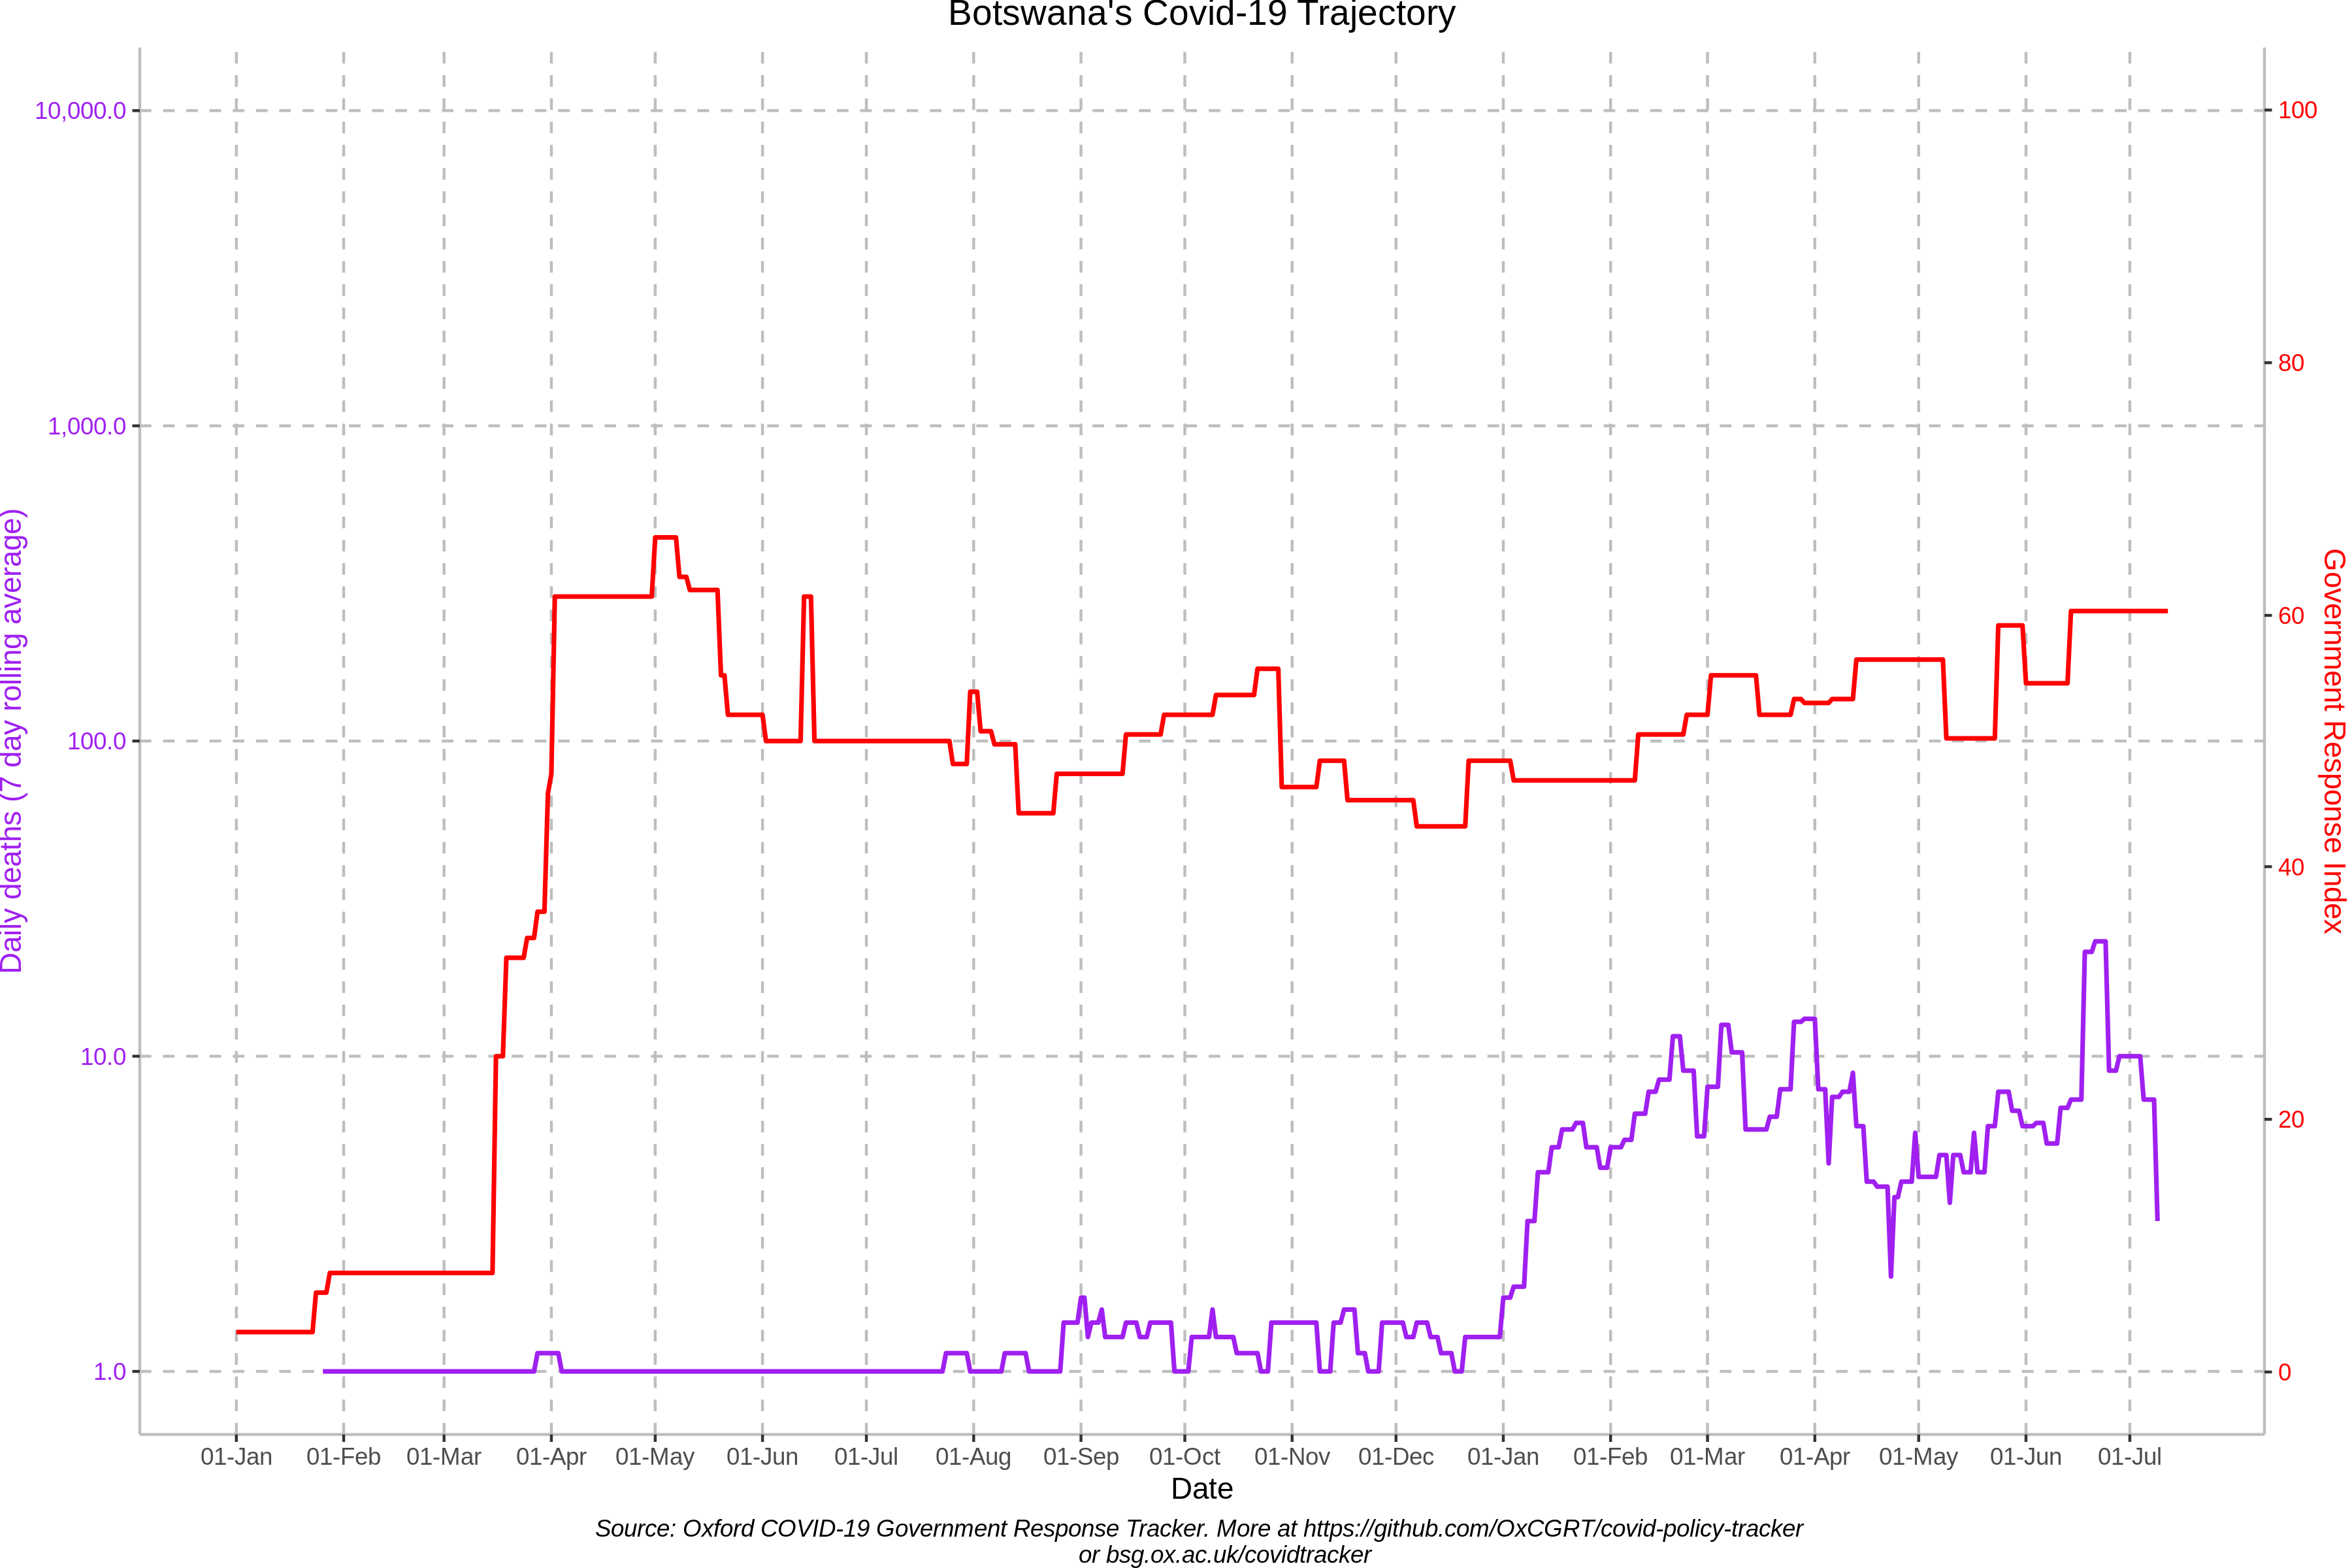 Botswana's Covid-19 Trajectory
10,000.0
1,000.0
100.0
10.0
1.0
Daily deaths (7 day rolling average)
100
80
60
40
20
0
Government Response Index
01-Jan 01-Feb 01-Mar 01-Apr 01-May 01-Jun 01-Jul 01-Aug 01-Sep 01-Oct 01-Nov 01-Dec 01-Jan 01-Feb 01-Mar 01-Apr 01-May 01-Jun 01-Jul
Date
Source: Oxford COVID-19 Government Response Tracker. More at https://github.com/OxCGRT/covid-policy-tracker
or bsg.ox.ac.uk/covidtracker